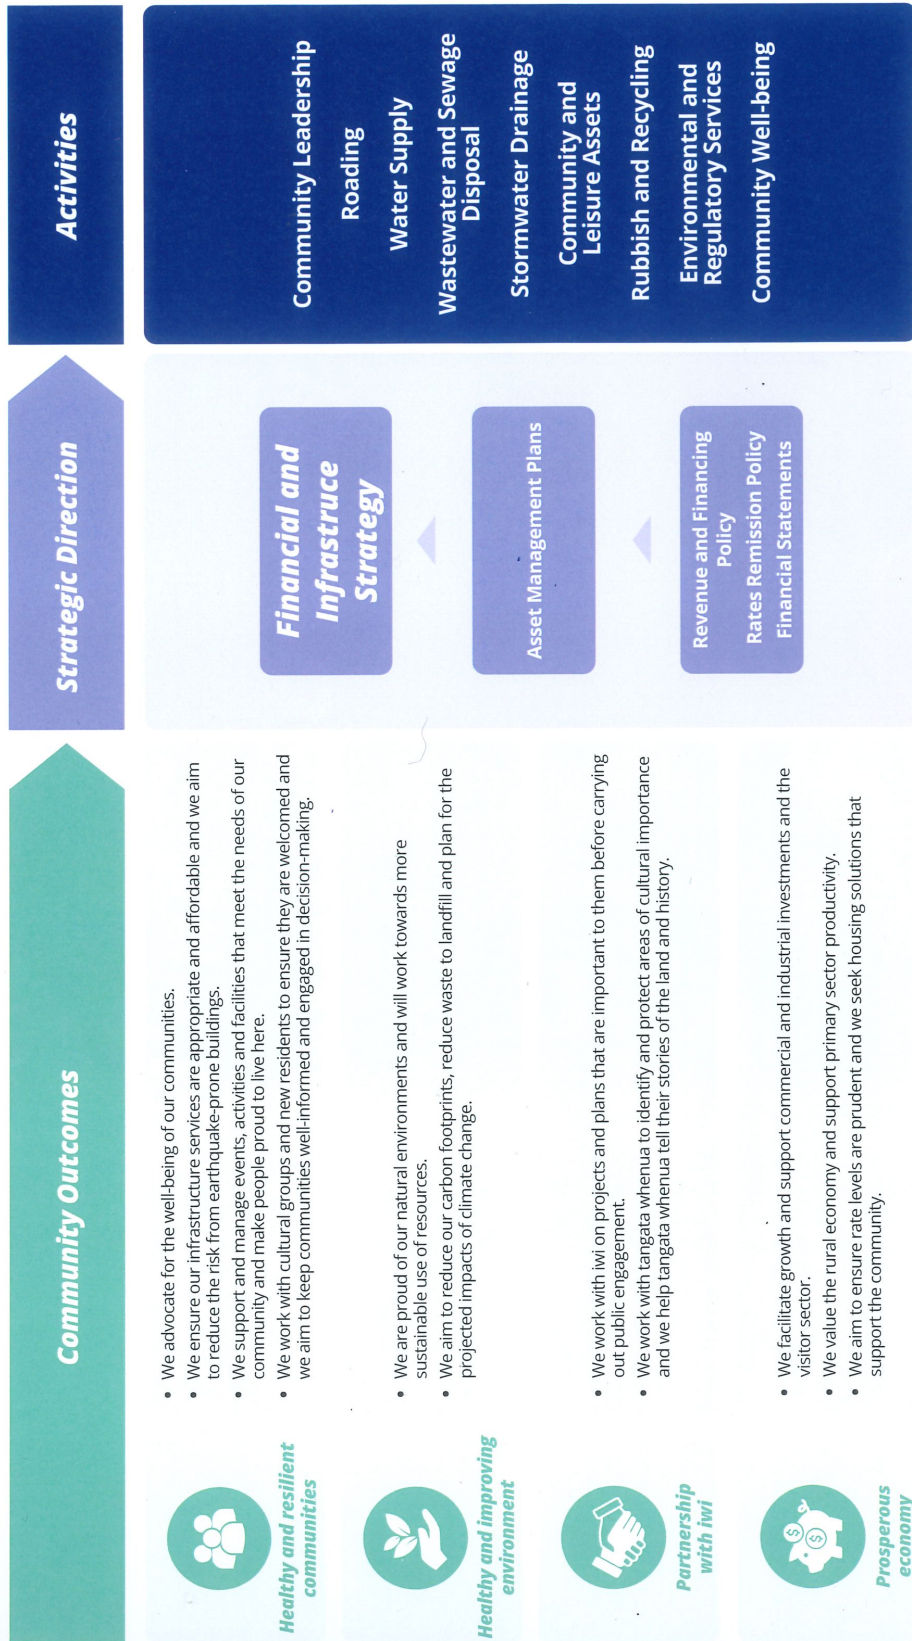 Community Outcomes
Healthy and resilient
communities
• We advocate for the well-being of our communities.
• We ensure our infrastructure services are appropriate and affordable and we aim
to reduce the risk from earthquake-prone buildings.
• We support and manage events, activities and facilities that meet the needs of our
community and make people proud to live here.
• We work with cultural groups and new residents to ensure they are welcomed and
we aim to keep communities well-informed and engaged in decision-making.
Healthy and improving
environment
• We are proud of our natural environments and will work towards more
sustainable use of resources.
• We aim to reduce our carbon footprints, reduce waste to landfill and plan for the
projected impacts of climate change.
Partnership
with iwi
• We work with iwi on projects and plans that are important to them before carrying
out public engagement.
• We work with tangata whenua to identify and protect areas of cultural importance
and we help tangata whenua tell their stories of the land and history.
Prosperous
economy
• We facilitate growth and support commercial and industrial investments and the
visitor sector.
• We value the rural economy and support primary sector productivity.
• We aim to ensure rate levels are prudent and we seek housing solutions that
support the community.
Strategic Direction
Financial and
Infrastruce
Strategy
Asset Management Plans
Revenue and Financing
Policy
Rates Remission Policy
Financial Statements
Activities
Community Leadership
Roading
Water Supply
Wastewater and Sewage
Disposal
Stormwater Drainage
Community and
Leisure Assets
Rubbish and Recycling
Environmental and
Regulatory Services
Community Well-being